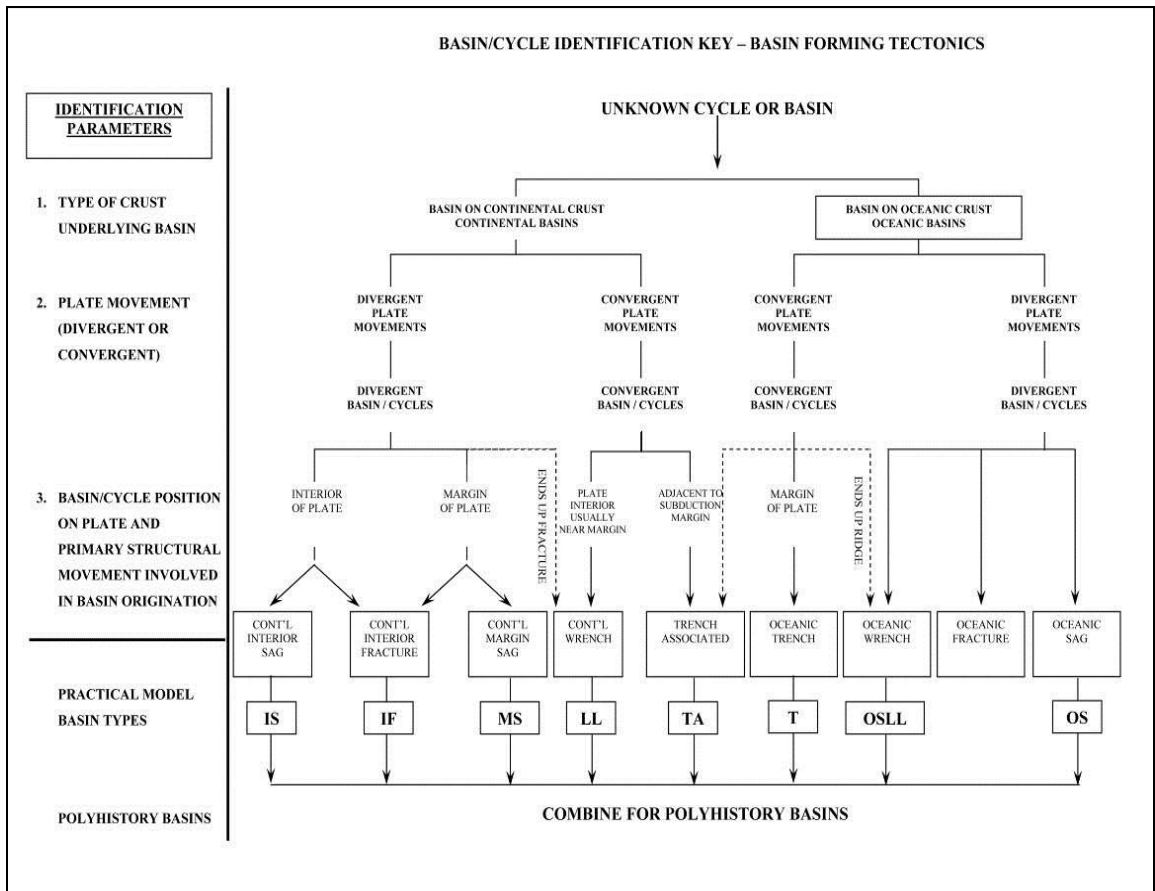 BASIN/CYCLE IDENTIFICATION KEY – BASIN FORMING TECTONICS
IDENTIFICATION
PARAMETERS
UNKNOWN CYCLE OR BASIN
1. TYPE OF CRUST
UNDERLYING BASIN
BASIN ON CONTINENTAL CRUST
CONTINENTAL BASINS
BASIN ON OCEANIC CRUST
OCEANIC BASINS
2. PLATE MOVEMENT
(DIVERGENT OR
CONVERGENT)
DIVERGENT
PLATE
MOVEMENTS
CONVERGENT
PLATE
MOVEMENTS
CONVERGENT
PLATE
MOVEMENTS
DIVERGENT
PLATE
MOVEMENTS
DIVERGENT
BASIN / CYCLES
CONVERGENT
BASIN / CYCLES
CONVERGENT
BASIN / CYCLES
DIVERGENT
BASIN / CYCLES
3. BASIN/CYCLE POSITION
ON PLATE AND
PRIMARY STRUCTURAL
MOVEMENT INVOLVED
IN BASIN ORIGINATION
INTERIOR
OF PLATE
MARGIN
OF PLATE
ENDS UP FRACTURE
PLATE
INTERIOR
USUALLY
NEAR MARGIN
ADJACENT TO
SUBDUCTION
MARGIN
MARGIN
OF PLATE
ENDS UP RIDGE
CONT'L
INTERIOR
SAG
CONT'L
INTERIOR
FRACTURE
CONT'L
MARGIN
SAG
CONT'L
WRENCH
TRENCH
ASSOCIATED
OCEANIC
TRENCH
OCEANIC
WRENCH
OCEANIC
FRACTURE
OCEANIC
SAG
PRACTICAL MODEL
BASIN TYPES
IS
IF
MS
LL
TA
T
OSLL
OS
POLYHISTORY BASINS
COMBINE FOR POLYHISTORY BASINS